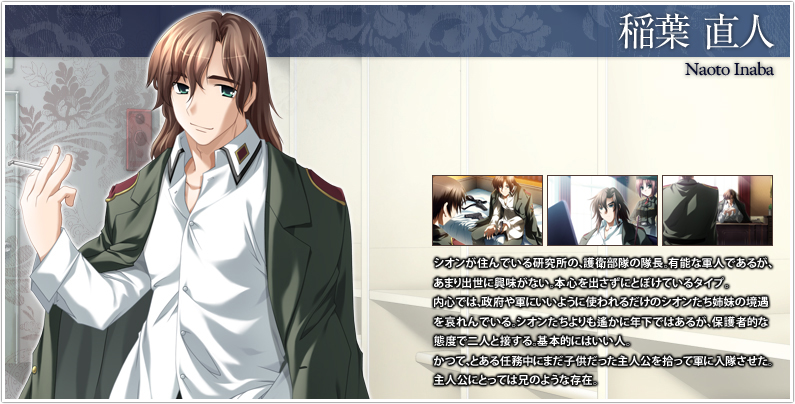 稲葉 直人
Naoto Inaba
シオンが住んでいる研究所の、護衛部隊の隊長。有能な軍人であるが、
あまり出世に興味がない。本心を出さずにとぼけているタイプ。
内心では、政府や軍にいいように使われるだけのシオンたち姉妹の境遇
を哀れんでいる。シオンたちよりも遙かに年下ではあるが、保護者的な
態度で二人と接する。基本的にはいい人。
かつて、とある任務中にまだ子供だった主人公を拾って軍に入隊させた。
主人公にとっては兄のような存在。